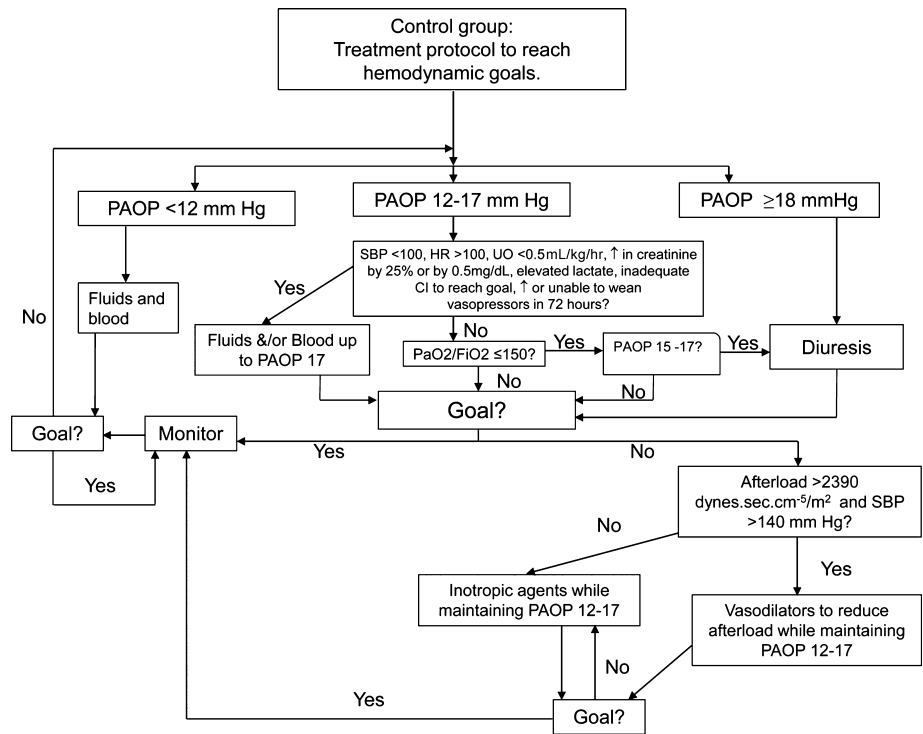 Control group:
Treatment protocol to reach
hemodynamic goals.
PAOP <12 mm Hg
PAOP 12-17 mm Hg
PAOP ≥18 mmHg
SBP <100, HR >100, UO <0.5mL/kg/hr, ↑ in creatinine
by 25% or by 0.5mg/dL, elevated lactate, inadequate
CI to reach goal, ↑ or unable to wean
vasopressors in 72 hours?
Yes
Fluids and
blood
No
No
Fluids &/or Blood up
to PAOP 17
PaO2/FiO2 ≤150?
Yes
PAOP 15 -17?
Yes
Diuresis
No
No
Goal?
Goal?
Monitor
Yes
No
Yes
Afterload >2390
dynes.sec.cm-5/m2 and SBP
>140 mm Hg?
No
Yes
Inotropic agents while
maintaining PAOP 12-17
Vasodilators to reduce
afterload while maintaining
PAOP 12-17
No
Yes
Goal?